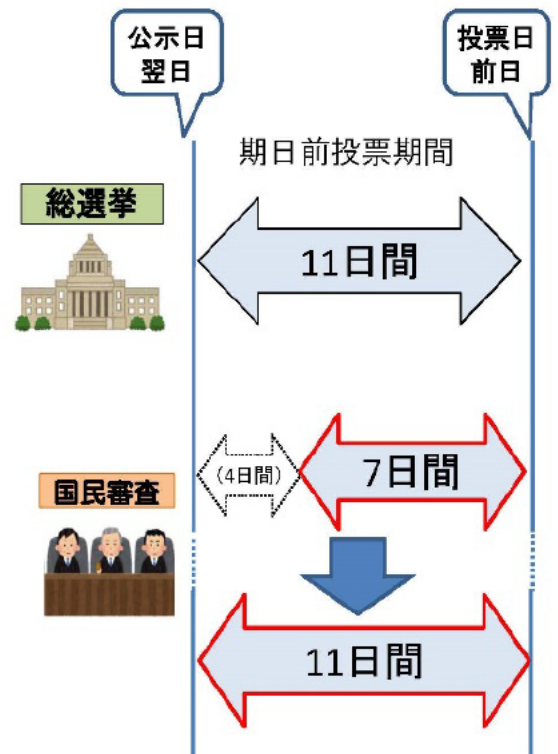 公示日
翌日
投票日
前日
期日前投票期間
総選挙
11日間
(4日間)
7日間
国民審査
11日間